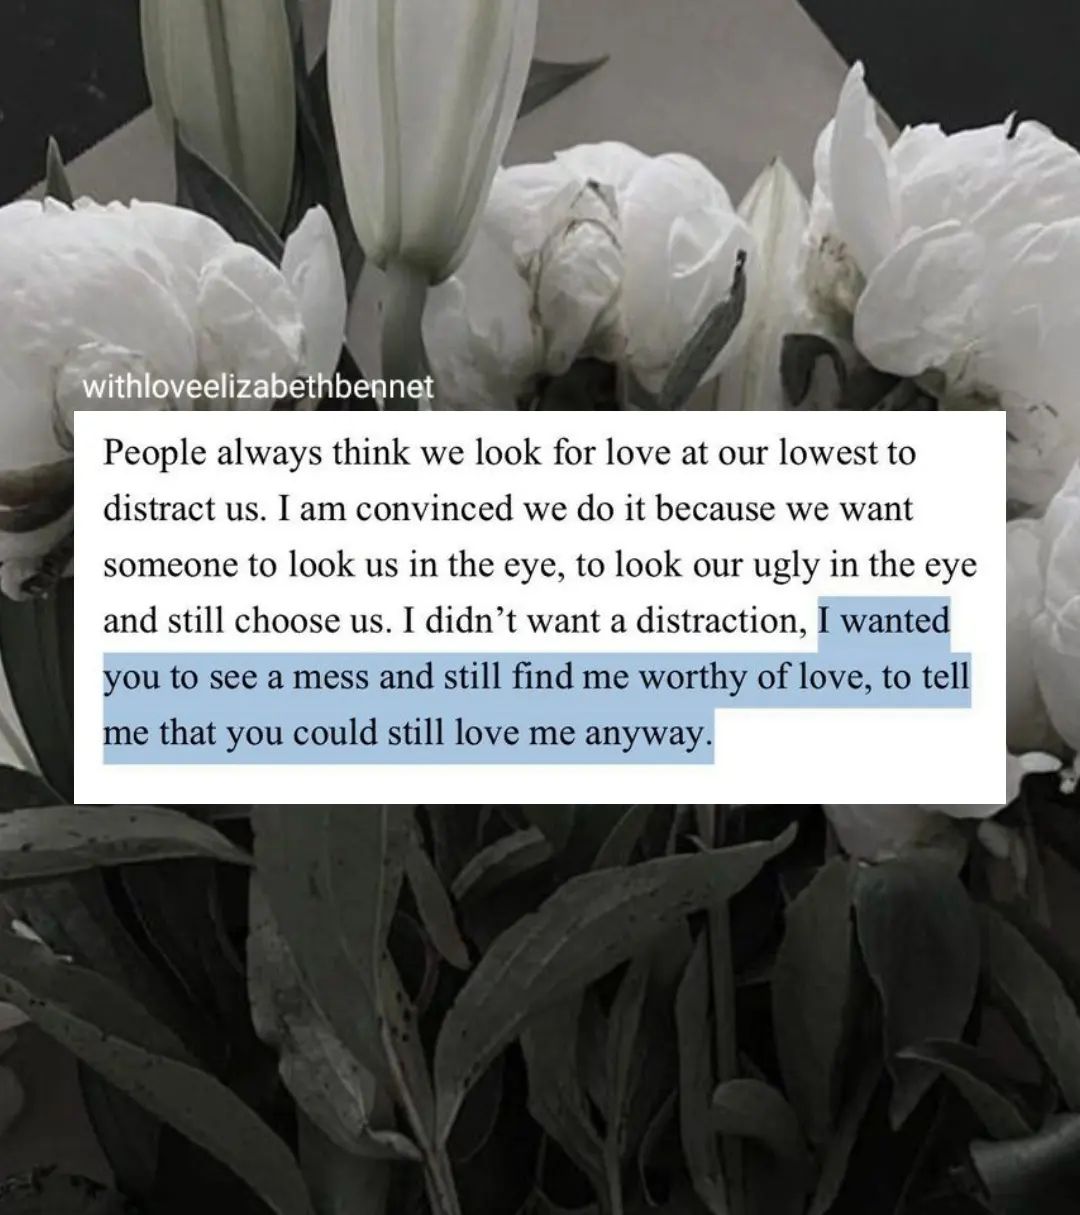 withloveelizabethbennet
People always think we look for love at our lowest to
distract us. I am convinced we do it because we want
someone to look us in the eye, to look our ugly in the eye
and still choose us. I didn’t want a distraction, I wanted
you to see a mess and still find me worthy of love, to tell
me that you could still love me anyway.